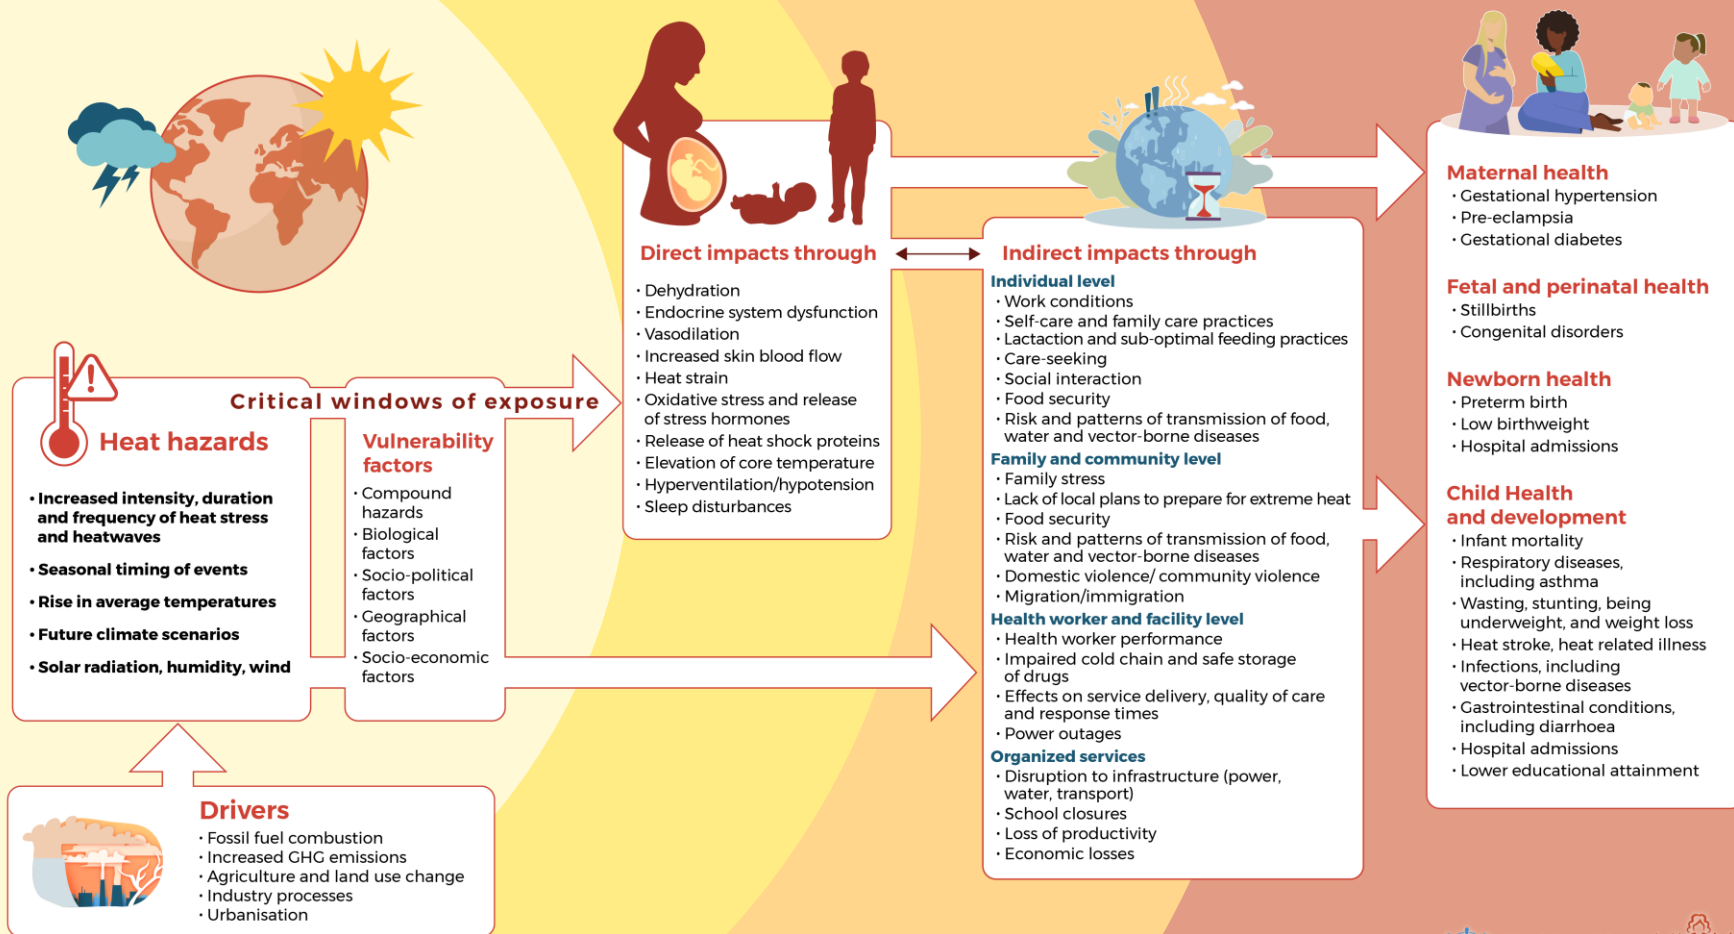 Critical windows of exposure
Heat hazards
• Increased intensity, duration
and frequency of heat stress
and heatwaves
• Seasonal timing of events
• Rise in average temperatures
• Future climate scenarios
• Solar radiation, humidity, wind
Vulnerability
factors
· Compound
hazards
· Biological
factors
· Socio-political
factors
· Geographical
factors
· Socio-economic
factors
Drivers
· Fossil fuel combustion
· Increased GHG emissions
· Agriculture and land use change
· Industry processes
· Urbanisation
Direct impacts through
· Dehydration
· Endocrine system dysfunction
· Vasodilation
· Increased skin blood flow
· Heat strain
· Oxidative stress and release
of stress hormones
· Release of heat shock proteins
· Elevation of core temperature
· Hyperventilation/hypotension
· Sleep disturbances
Indirect impacts through
Individual level
· Work conditions
· Self-care and family care practices
· Lactaction and sub-optimal feeding practices
· Care-seeking
· Social interaction
· Food security
· Risk and patterns of transmission of food,
water and vector-borne diseases
Family and community level
· Family stress
· Lack of local plans to prepare for extreme heat
· Food security
· Risk and patterns of transmission of food,
water and vector-borne diseases
· Domestic violence/ community violence
· Migration/immigration
Health worker and facility level
· Health worker performance
· Impaired cold chain and safe storage
of drugs
· Effects on service delivery, quality of care
and response times
· Power outages
Organized services
· Disruption to infrastructure (power,
water, transport)
· School closures
· Loss of productivity
· Economic losses
Maternal health
· Gestational hypertension
· Pre-eclampsia
· Gestational diabetes
Fetal and perinatal health
· Stillbirths
· Congenital disorders
Newborn health
· Preterm birth
· Low birthweight
· Hospital admissions
Child Health
and development
· Infant mortality
· Respiratory diseases,
including asthma
· Wasting, stunting, being
underweight, and weight loss
· Heat stroke, heat related illness
· Infections, including
vector-borne diseases
· Gastrointestinal conditions,
including diarrhoea
· Hospital admissions
· Lower educational attainment